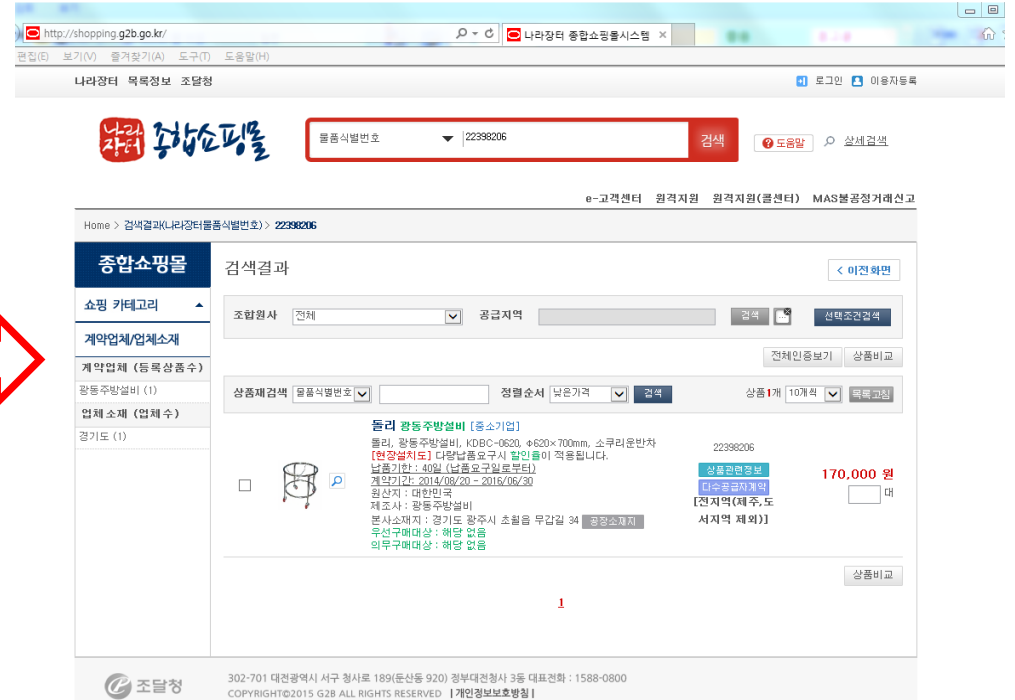 http://shopping.g2b.go.kr/
나라장터 종합쇼핑몰시스템 ×
편집(E) 보기(V) 즐겨찾기(A) 도구(T) 도움말(H)
나라장터 목록정보 조달청
로그인 이용자등록
나라장터 종합쇼핑몰
물품식별번호 22398206 검색
도움말 상세검색
e-고객센터 원격지원 원격지원(콜센터) MAS불공정거래신고
Home > 검색결과(나라장터물품식별번호) > 22398206
종합쇼핑몰
쇼핑 카테고리
계약업체/업체소재
계약업체 (등록상품수)
광동주방설비 (1)
업체소재 (업체수)
경기도 (1)
검색결과
< 이전화면
조합원사 전체 공급지역 검색 선택조건검색
전체인증보기 상품비교
상품재검색 물품식별번호 정렬순서 낮은가격 검색 상품1개 10개씩 목록고침
돌리 광동주방설비 [중소기업]
돌리, 광동주방설비, KDBC-0620, Φ620×700mm, 소쿠리운반차
[현장설치도] 다량납품요구시 할인율이 적용됩니다.
납품기한 : 40일 (납품요구일로부터)
계약기간: 2014/08/20 - 2016/06/30
원산지 : 대한민국
제조사 : 광동주방설비
본사소재지 : 경기도 광주시 초월읍 무갑길 34 공장소재지
우선구매대상 : 해당 없음
의무구매대상 : 해당 없음
22398206
상품관련정보
다수공급자계약
[전지역(제주,도
서지역 제외)]
170,000 원
대
상품비교
1
조달청
302-701 대전광역시 서구 청사로 189(둔산동 920) 정부대전청사 3동 대표전화 : 1588-0800
COPYRIGHT©2015 G2B ALL RIGHTS RESERVED | 개인정보보호방침 |